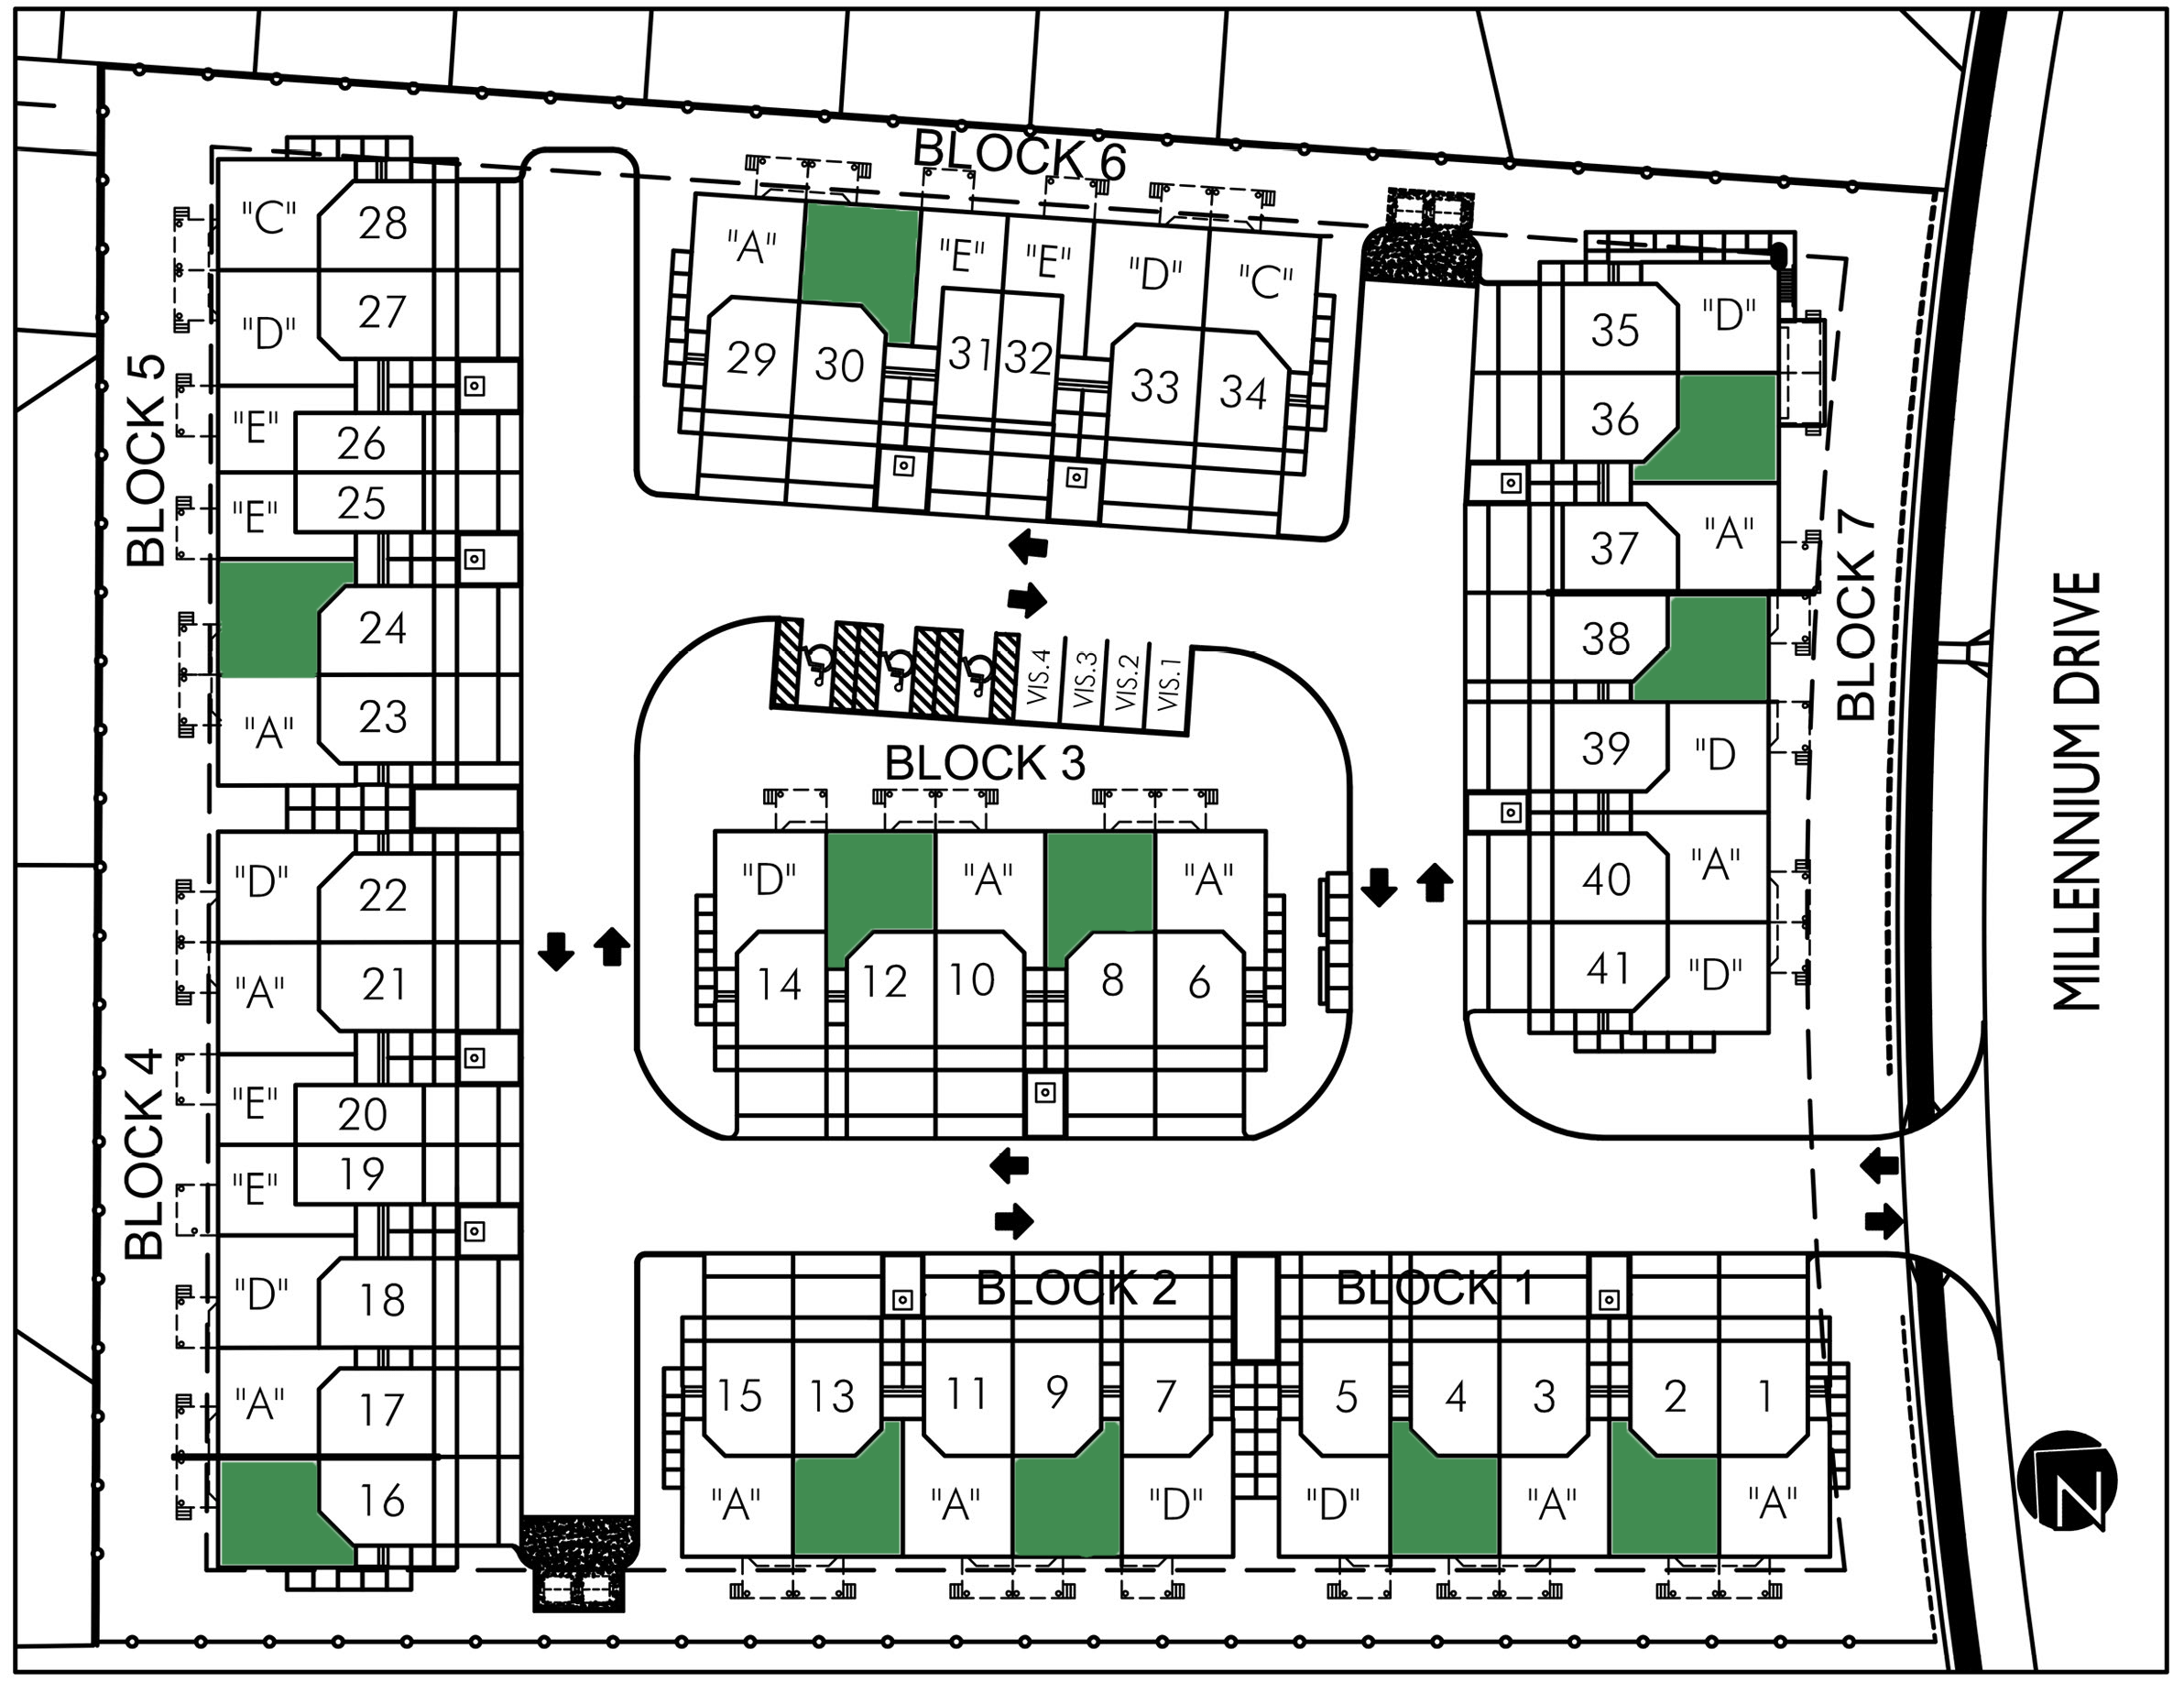 BLOCK 6
"C" 28
"D" 27
"E" 26
"E" 25
24
"A" 23
BLOCK 5
"A" "E" "E" "D" "C"
29 30 31 32 33 34
35 "D"
36
37 "A"
38
39 "D
40 "A"
41 "D"
BLOCK 7
MILLENNIUM DRIVE
VIS.4 VIS.3 VIS.2 VIS.1
BLOCK 3
"D" "A" "A"
14 12 10 8 6
"D" 22
"A" 21
"E" 20
"E" 19
"D" 18
"A" 17
16
BLOCK 4
BLOCK 2 BLOCK 1
15 13 11 9 7 5 4 3 2 1
"A" "A" "D" "D" "A" "A"
N